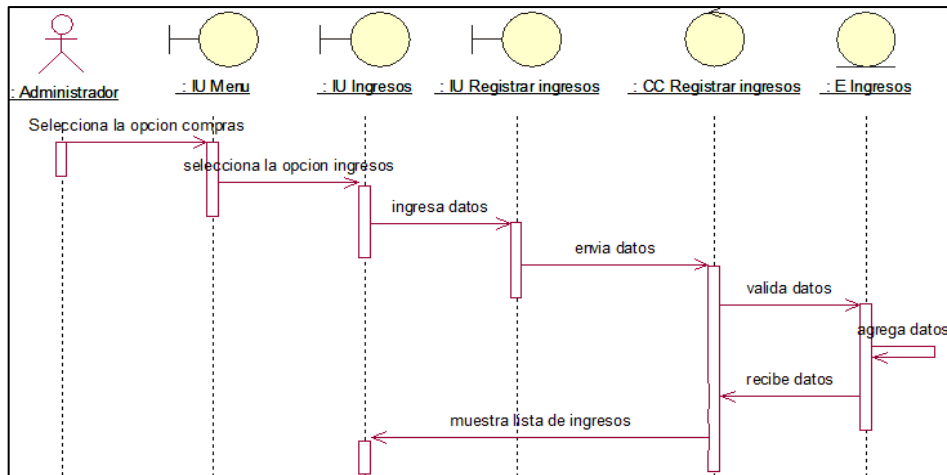 : Administrador
: IU Menu
: IU Ingresos
: IU Registrar ingresos
: CC Registrar ingresos
: E Ingresos
Selecciona la opcion compras
selecciona la opcion ingresos
ingresa datos
envia datos
valida datos
agrega datos
recibe datos
muestra lista de ingresos